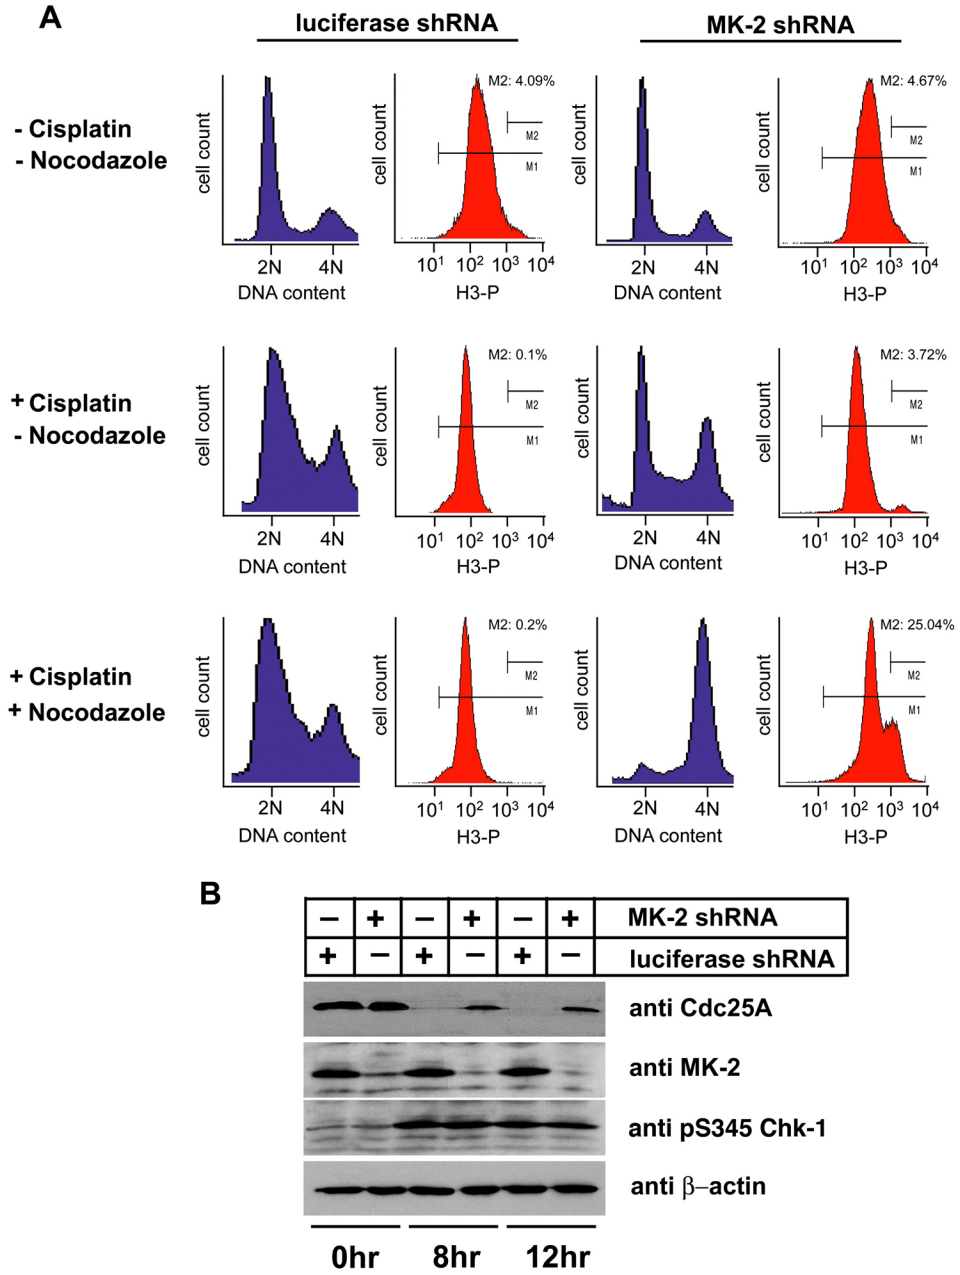 A
luciferase shRNA
MK-2 shRNA
- Cisplatin
- Nocodazole
cell count
2N 4N
DNA content
cell count
M2: 4.09%
M2
M1
10¹ 10² 10³ 10⁴
H3-P
cell count
2N 4N
DNA content
cell count
M2: 4.67%
M2
M1
10¹ 10² 10³ 10⁴
H3-P
+ Cisplatin
- Nocodazole
cell count
2N 4N
DNA content
cell count
M2: 0.1%
M2
M1
10¹ 10² 10³ 10⁴
H3-P
cell count
2N 4N
DNA content
cell count
M2: 3.72%
M2
M1
10¹ 10² 10³ 10⁴
H3-P
+ Cisplatin
+ Nocodazole
cell count
2N 4N
DNA content
cell count
M2: 0.2%
M2
M1
10¹ 10² 10³ 10⁴
H3-P
cell count
2N 4N
DNA content
cell count
M2: 25.04%
M2
M1
10¹ 10² 10³ 10⁴
H3-P
B
– + – + – + MK-2 shRNA
+ – + – + – luciferase shRNA
anti Cdc25A
anti MK-2
anti pS345 Chk-1
anti β–actin
0hr 8hr 12hr